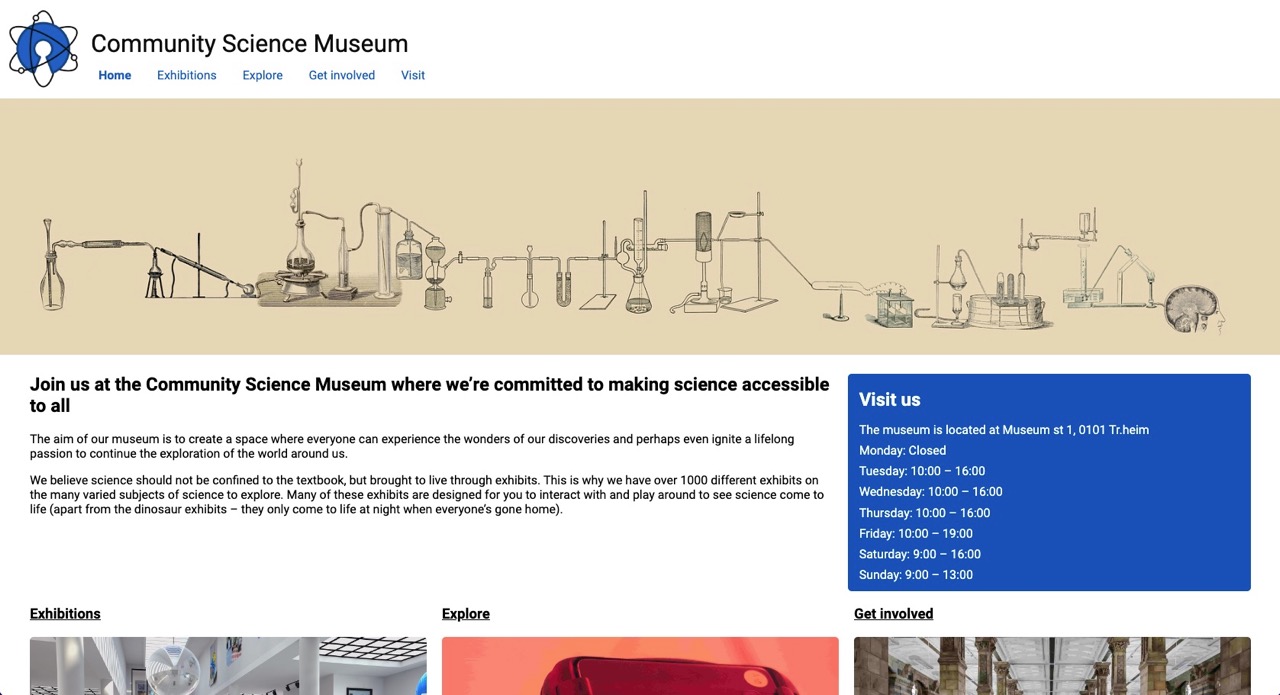 Community Science Museum
Home Exhibitions Explore Get involved Visit
Join us at the Community Science Museum where we’re committed to making science accessible
to all
The aim of our museum is to create a space where everyone can experience the wonders of our discoveries and perhaps even ignite a lifelong
passion to continue the exploration of the world around us.
We believe science should not be confined to the textbook, but brought to live through exhibits. This is why we have over 1000 different exhibits on
the many varied subjects of science to explore. Many of these exhibits are designed for you to interact with and play around to see science come to
life (apart from the dinosaur exhibits – they only come to life at night when everyone’s gone home).
Visit us
The museum is located at Museum st 1, 0101 Tr.heim
Monday: Closed
Tuesday: 10:00 – 16:00
Wednesday: 10:00 – 16:00
Thursday: 10:00 – 16:00
Friday: 10:00 – 19:00
Saturday: 9:00 – 16:00
Sunday: 9:00 – 13:00
Exhibitions
Explore
Get involved